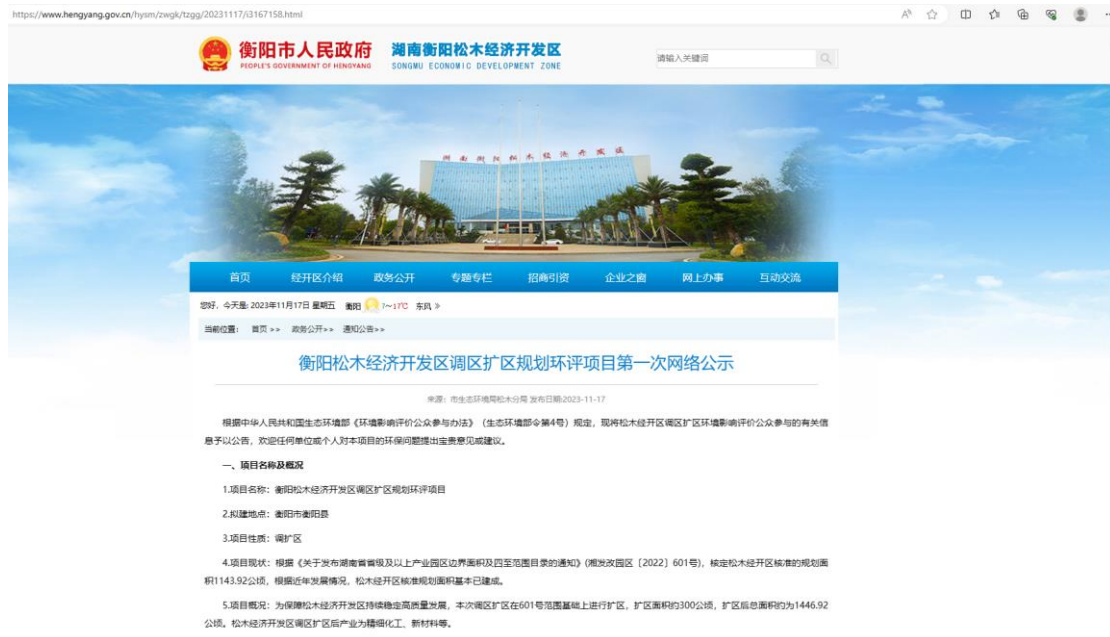 https://www.hengyang.gov.cn/hysm/zwgk/tzgg/20231117/i3167158.html
衡阳市人民政府
PEOPLE'S GOVERNMENT OF HENGYANG
湖南衡阳松木经济开发区
SONGMU ECONOMIC DEVELOPMENT ZONE
请输入关键词
湖南衡阳松木经济开发区
首页 经开区介绍 政务公开 专题专栏 招商引资 企业之窗 网上办事 互动交流
您好，今天是: 2023年11月17日 星期五 衡阳 7~17℃ 东风 >>
当前位置： 首页 >> 政务公开>> 通知公告>>
衡阳松木经济开发区调区扩区规划环评项目第一次网络公示
来源：市生态环境局松木分局 发布日期:2023-11-17
根据中华人民共和国生态环境部《环境影响评价公众参与办法》（生态环境部令第4号）规定，现将松木经开区调区扩区环境影响评价公众参与的有关信
息予以公告，欢迎任何单位或个人对本项目的环保问题提出宝贵意见或建议。
一、项目名称及概况
1.项目名称：衡阳松木经济开发区调区扩区规划环评项目
2.拟建地点：衡阳市衡阳县
3.项目性质：调扩区
4.项目现状：根据《关于发布湖南省省级及以上产业园区边界面积及四至范围目录的通知》（湘发改园区〔2022〕601号），核定松木经开区核准的规划面
积1143.92公顷，根据近年发展情况，松木经开区核准规划面积基本已建成。
5.项目概况：为保障松木经济开发区持续稳定高质量发展，本次调区扩区在601号范围基础上进行扩区，扩区面积约300公顷，扩区后总面积约为1446.92
公顷。松木经济开发区调区扩区后产业为精细化工、新材料等。